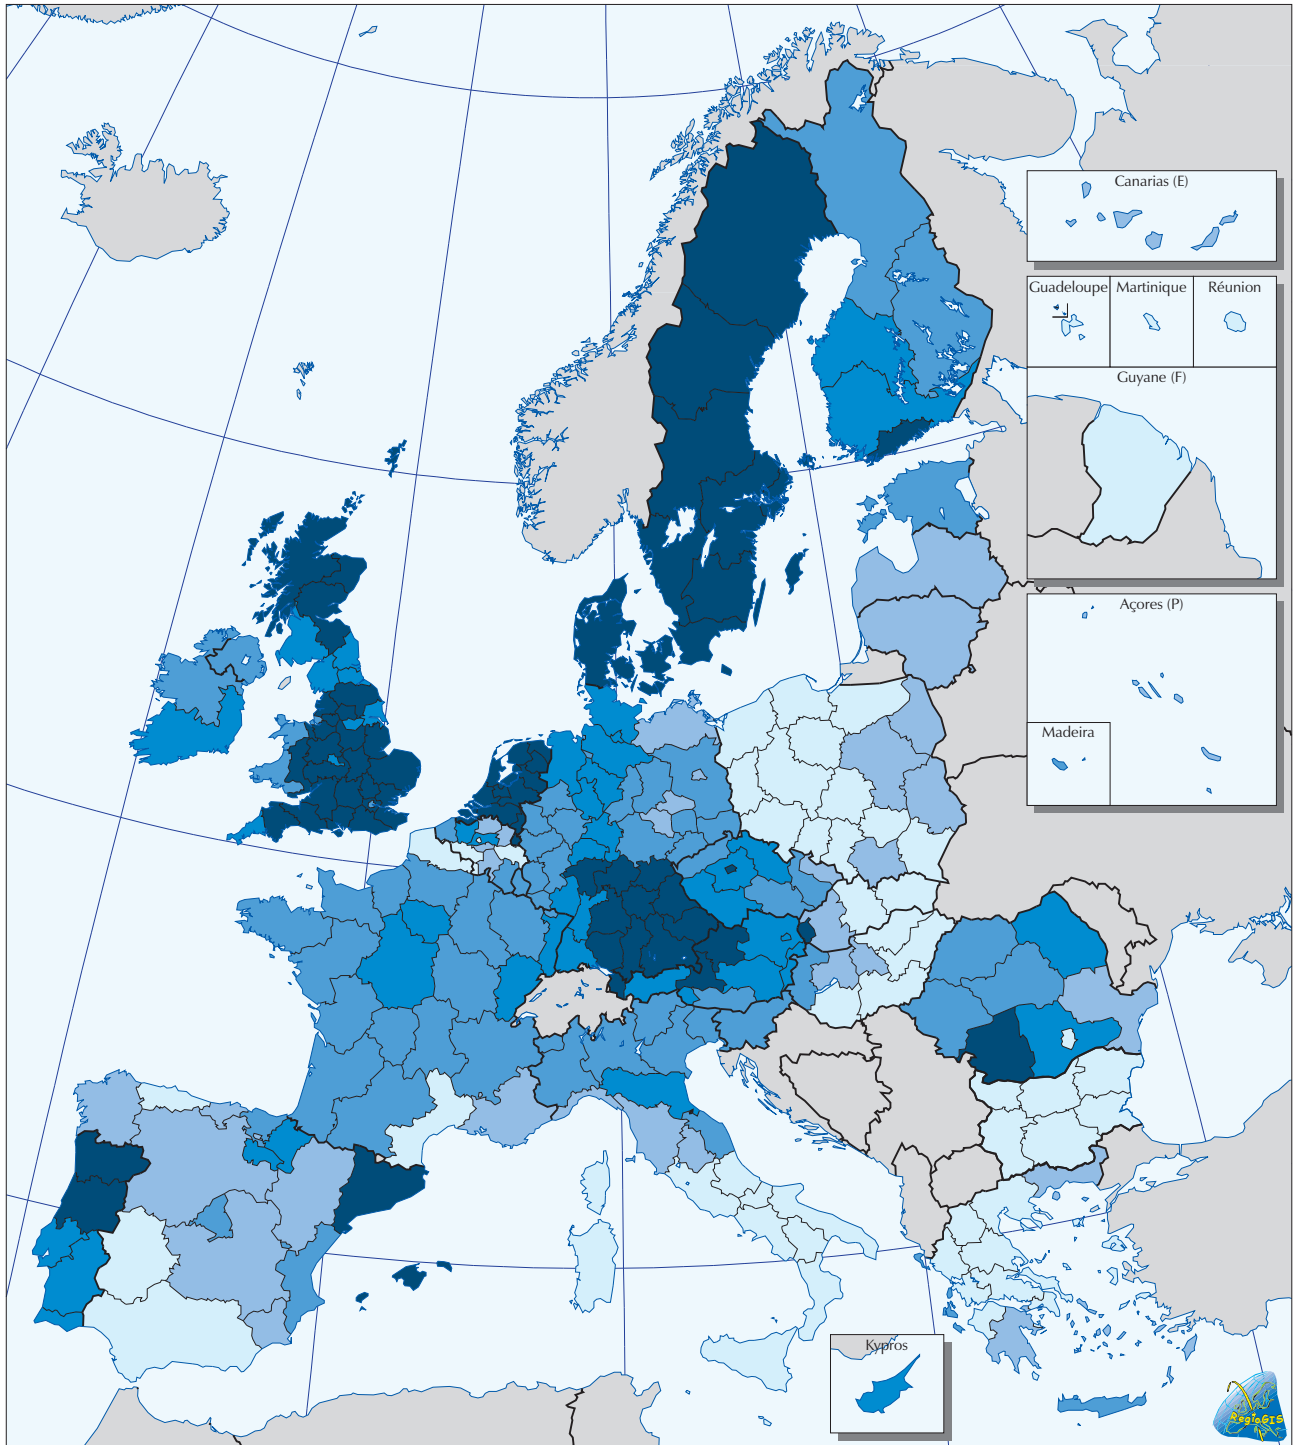 Canarias (E)
Guadeloupe
Martinique
Réunion
Guyane (F)
Açores (P)
Madeira
Kypros
RegioGIS